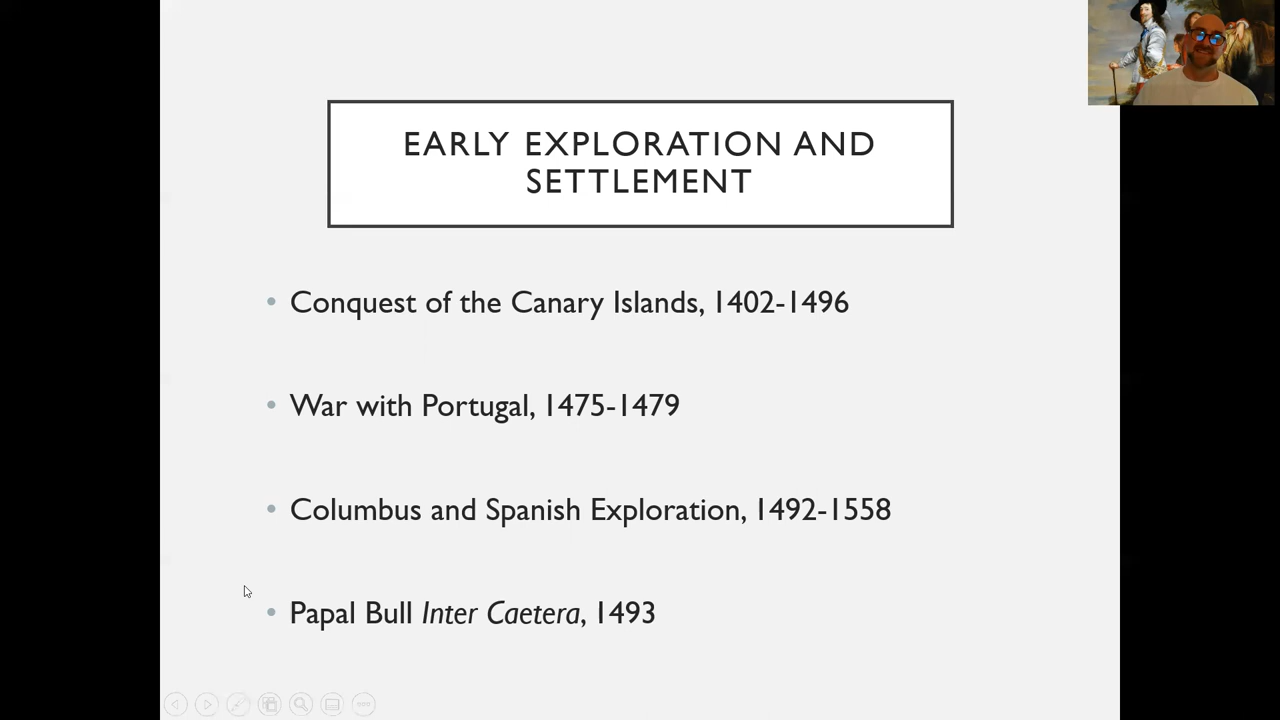 EARLY EXPLORATION AND
SETTLEMENT
• Conquest of the Canary Islands, 1402-1496
• War with Portugal, 1475-1479
• Columbus and Spanish Exploration, 1492-1558
• Papal Bull Inter Caetera, 1493